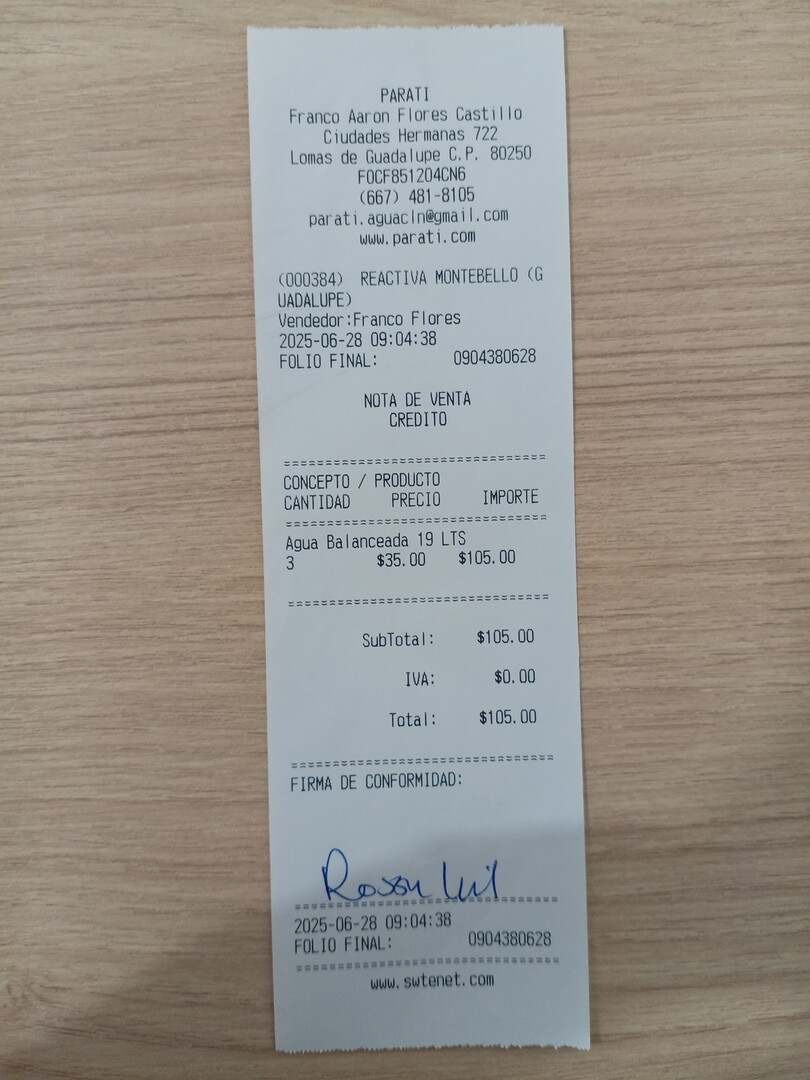 PARATI
Franco Aaron Flores Castillo
Ciudades Hermanas 722
Lomas de Guadalupe C.P. 80250
FOCF851204CN6
(667) 481-8105
parati.aguacln@gmail.com
www.parati.com
(000384) REACTIVA MONTEBELLO (G
UADALUPE)
Vendedor:Franco Flores
2025-06-28 09:04:38
FOLIO FINAL: 0904380628
NOTA DE VENTA
CREDITO
===============================
CONCEPTO / PRODUCTO
CANTIDAD PRECIO IMPORTE
===============================
Agua Balanceada 19 LTS
3 $35.00 $105.00
===============================
SubTotal: $105.00
IVA: $0.00
Total: $105.00
===============================
FIRMA DE CONFORMIDAD:
===============================
2025-06-28 09:04:38
FOLIO FINAL: 0904380628
===============================
www.swtenet.com